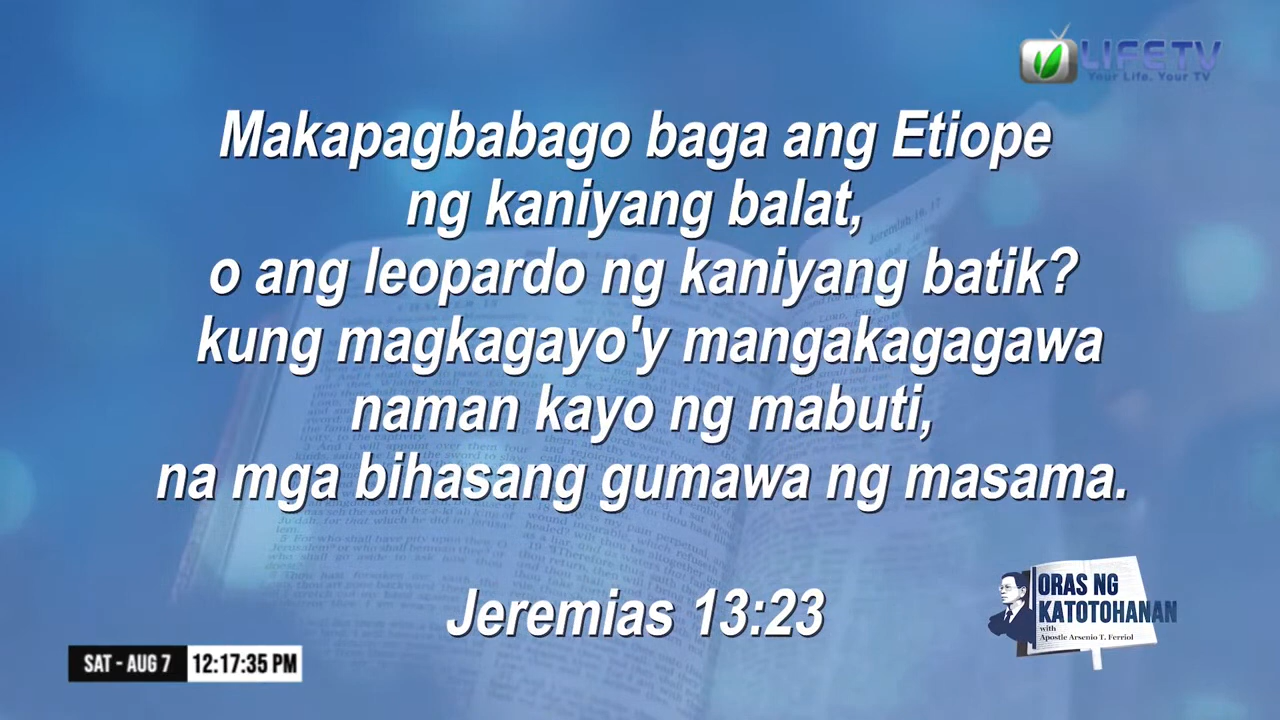 LIFETV
Your Life, Your TV
Makapagbabago baga ang Etiope
ng kaniyang balat,
o ang leopardo ng kaniyang batik?
kung magkagayo'y mangakagagawa
naman kayo ng mabuti,
na mga bihasang gumawa ng masama.
Jeremias 13:23
ORAS NG
KATOTOHANAN
with
Apostle Arsenio T. Ferriol
SAT - AUG 7 12:17:35 PM